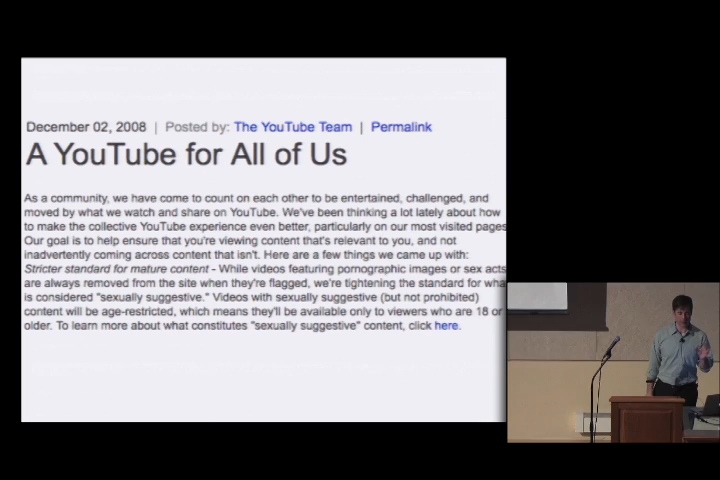 December 02, 2008 | Posted by: The YouTube Team | Permalink
A YouTube for All of Us
As a community, we have come to count on each other to be entertained, challenged, and
moved by what we watch and share on YouTube. We've been thinking a lot lately about how
to make the collective YouTube experience even better, particularly on our most visited pages
Our goal is to help ensure that you're viewing content that's relevant to you, and not
inadvertently coming across content that isn't. Here are a few things we came up with:
Stricter standard for mature content - While videos featuring pornographic images or sex acts
are always removed from the site when they're flagged, we're tightening the standard for wha
is considered "sexually suggestive." Videos with sexually suggestive (but not prohibited)
content will be age-restricted, which means they'll be available only to viewers who are 18 or
older. To learn more about what constitutes "sexually suggestive" content, click here.